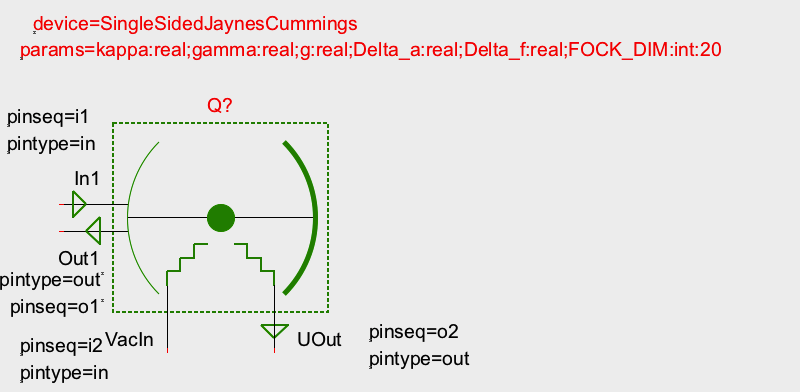 device=SingleSidedJaynesCummings
params=kappa:real;gamma:real;g:real;Delta_a:real;Delta_f:real;FOCK_DIM:int:20
Q?
pinseq=i1
pintype=in
In1
Out1
pintype=out
pinseq=o1
VacIn
pinseq=i2
pintype=in
UOut
pinseq=o2
pintype=out